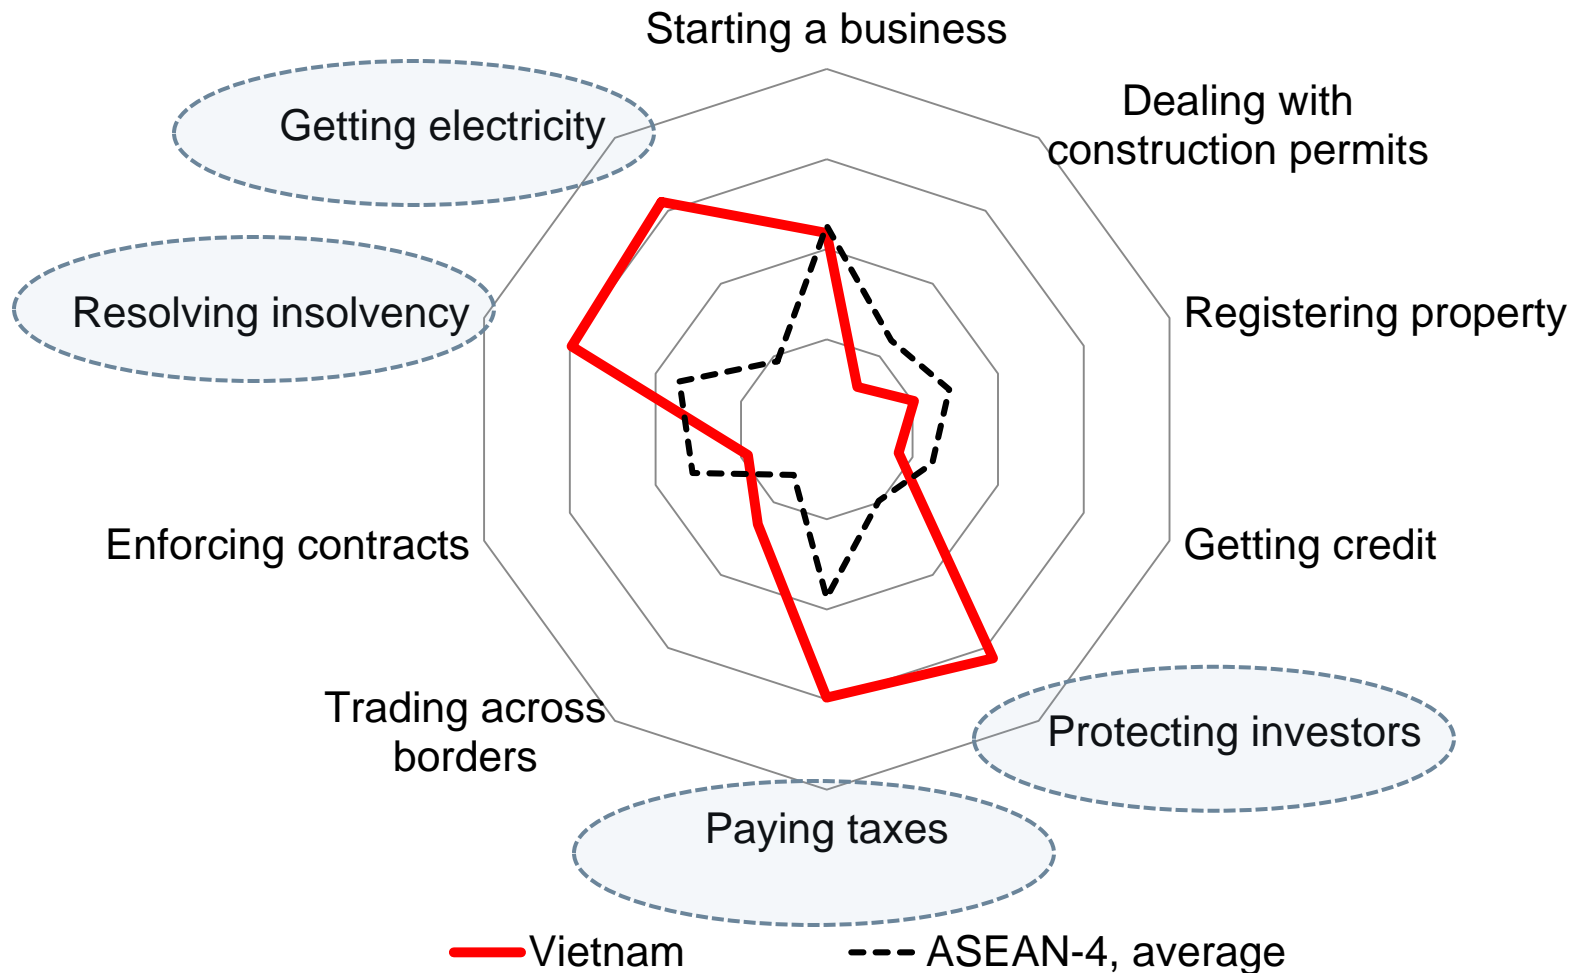 Starting a business
Dealing with
construction permits
Registering property
Getting credit
Protecting investors
Paying taxes
Trading across
borders
Enforcing contracts
Resolving insolvency
Getting electricity
Vietnam
ASEAN-4, average